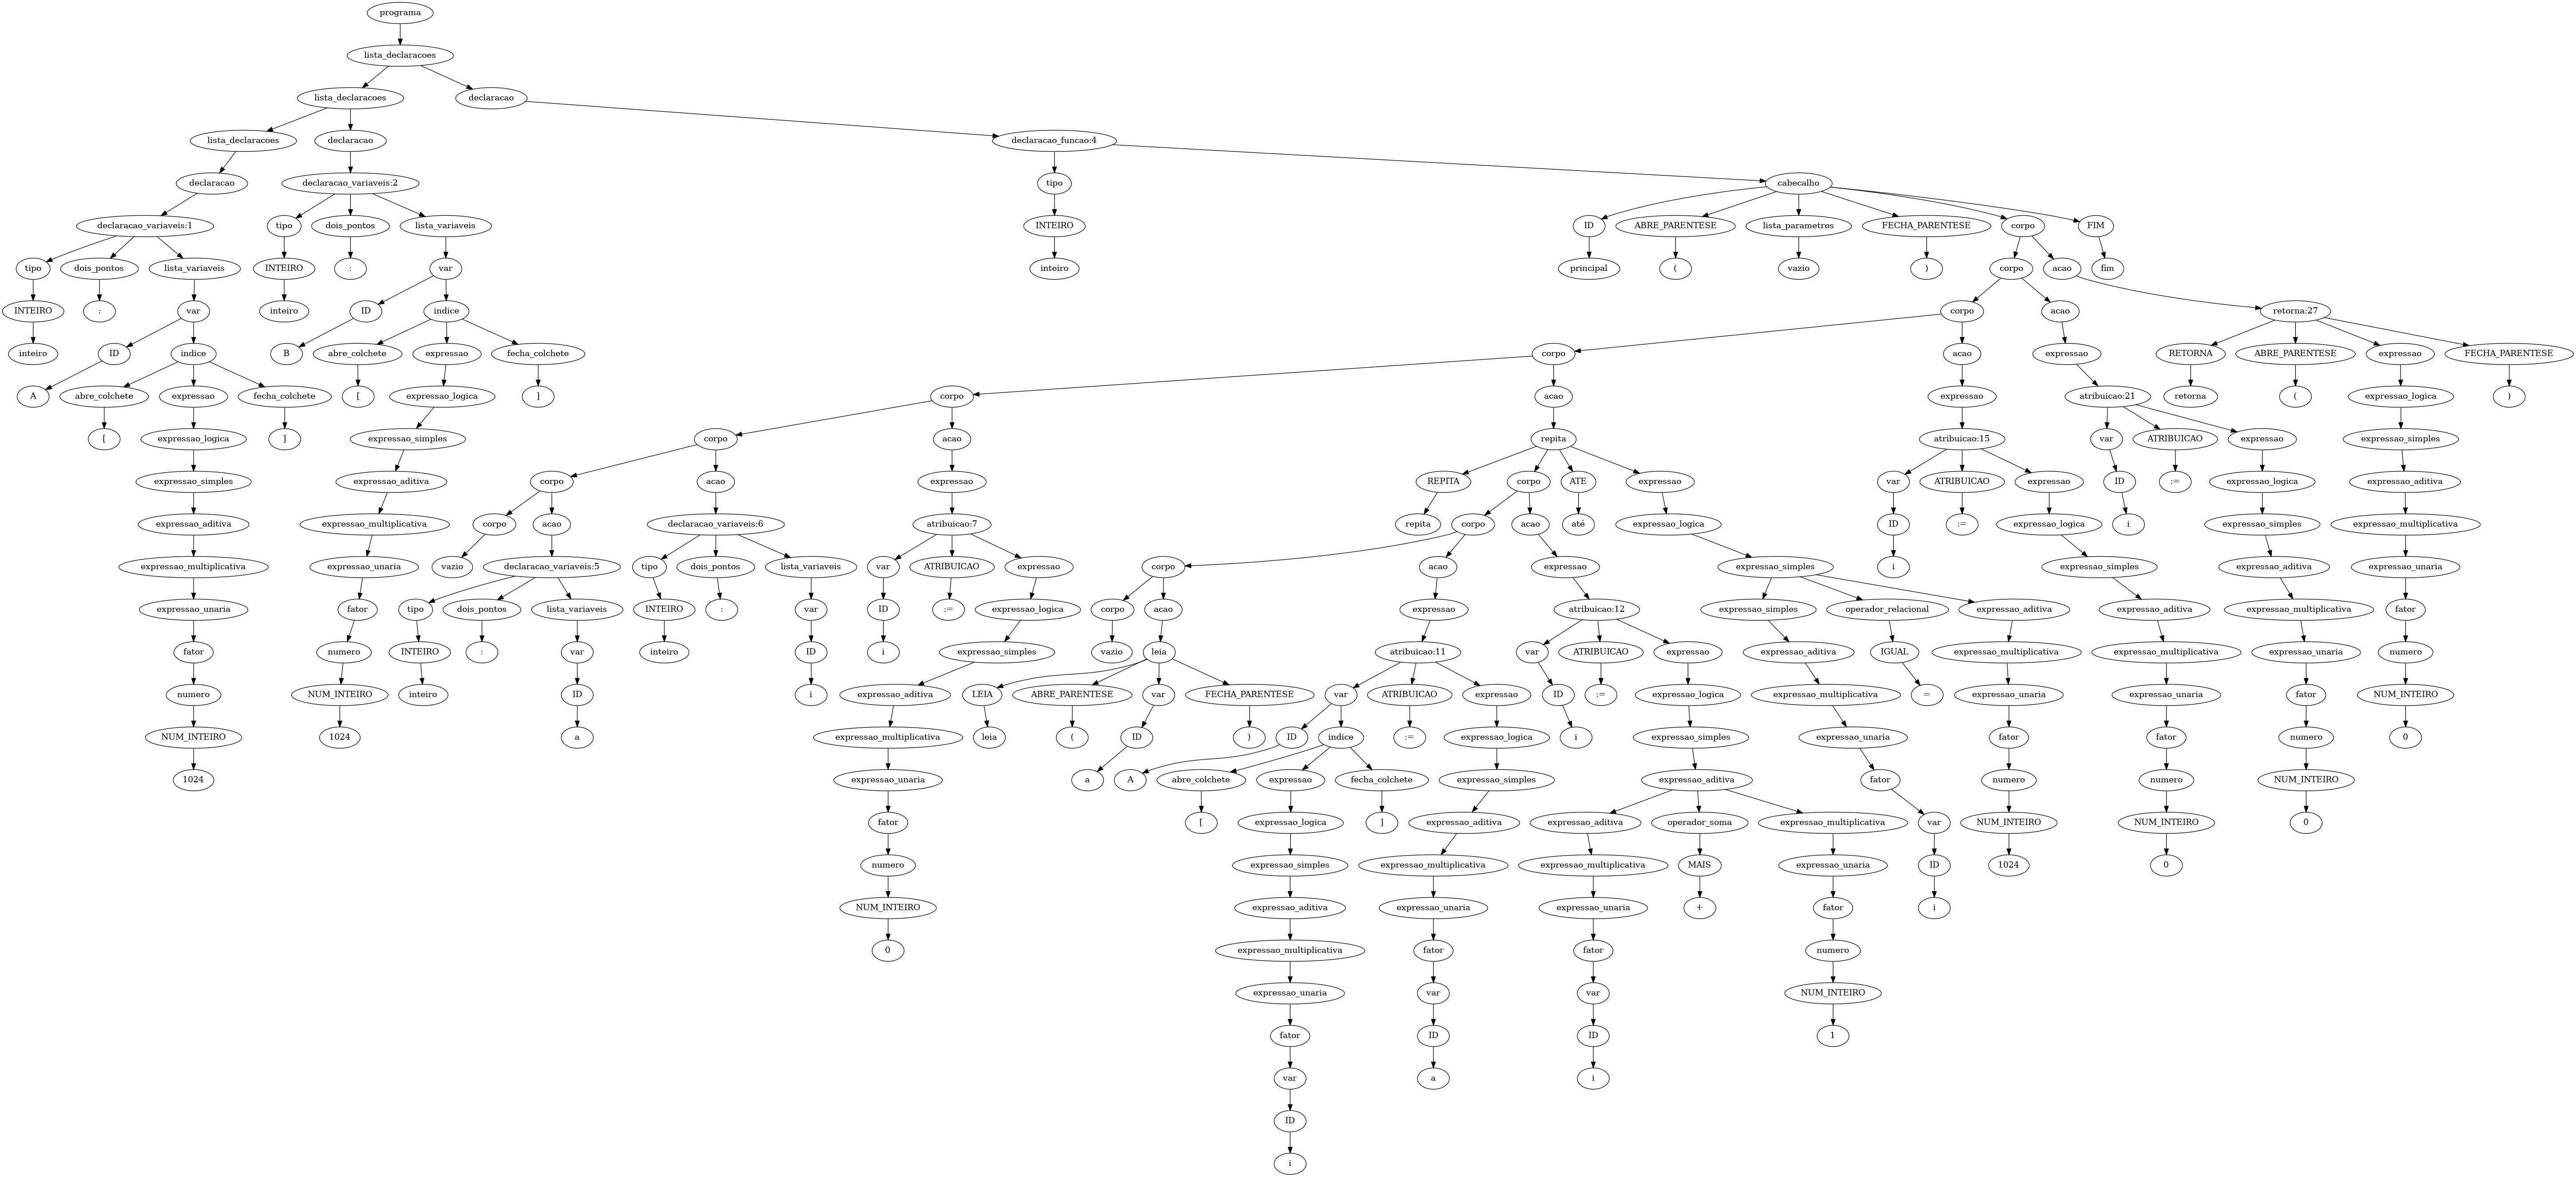 programa
lista_declaracoes
lista_declaracoes declaracao
lista_declaracoes declaracao declaracao_funcao:4
declaracao declaracao_variaveis:2 tipo cabecalho
declaracao_variaveis:1 tipo dois_pontos lista_variaveis INTEIRO ID ABRE_PARENTESE lista_parametros FECHA_PARENTESE corpo FIM
tipo dois_pontos lista_variaveis INTEIRO : var inteiro principal ( vazio ) corpo acao fim
INTEIRO : var inteiro ID indice corpo acao retorna:27
inteiro ID indice B abre_colchete expressao fecha_colchete corpo acao expressao RETORNA ABRE_PARENTESE expressao FECHA_PARENTESE
A abre_colchete expressao fecha_colchete [ expressao_logica ] corpo acao expressao atribuicao:21 retorna ( expressao_logica )
[ expressao_logica ] expressao_simples corpo acao repita atribuicao:15 var ATRIBUICAO expressao expressao_simples
expressao_simples expressao_aditiva corpo acao expressao REPITA corpo ATE expressao var ATRIBUICAO expressao ID := expressao_logica expressao_aditiva
expressao_aditiva expressao_multiplicativa corpo acao declaracao_variaveis:6 atribuicao:7 repita corpo acao até expressao_logica ID := expressao_logica i expressao_simples expressao_multiplicativa
expressao_multiplicativa expressao_unaria vazio declaracao_variaveis:5 tipo dois_pontos lista_variaveis var ATRIBUICAO expressao corpo acao expressao expressao_simples i expressao_simples expressao_aditiva expressao_unaria
expressao_unaria fator tipo dois_pontos lista_variaveis INTEIRO : var ID := expressao_logica corpo acao expressao atribuicao:12 expressao_simples operador_relacional expressao_aditiva expressao_aditiva expressao_multiplicativa fator
fator numero INTEIRO : var inteiro ID i expressao_simples vazio leia atribuicao:11 var ATRIBUICAO expressao expressao_aditiva IGUAL expressao_multiplicativa expressao_multiplicativa expressao_unaria numero
numero NUM_INTEIRO inteiro ID i expressao_aditiva LEIA ABRE_PARENTESE var FECHA_PARENTESE var ATRIBUICAO expressao ID := expressao_logica expressao_multiplicativa = expressao_unaria expressao_unaria fator NUM_INTEIRO
NUM_INTEIRO 1024 a expressao_multiplicativa leia ( ID ) ID indice := expressao_logica i expressao_simples expressao_unaria fator fator numero 0
1024 expressao_unaria a A abre_colchete expressao fecha_colchete expressao_simples expressao_aditiva fator numero numero NUM_INTEIRO
fator [ expressao_logica ] expressao_aditiva expressao_aditiva operador_soma expressao_multiplicativa var NUM_INTEIRO NUM_INTEIRO 0
numero expressao_simples expressao_multiplicativa expressao_multiplicativa MAIS expressao_unaria ID 1024 0
NUM_INTEIRO expressao_aditiva expressao_unaria expressao_unaria + fator i
0 expressao_multiplicativa fator fator numero
expressao_unaria var var NUM_INTEIRO
fator ID ID 1
var a i
ID
i